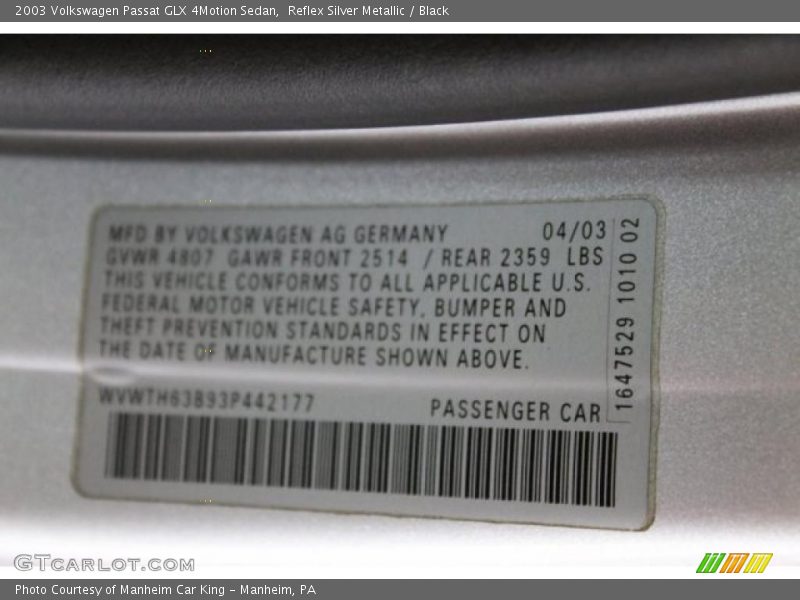 2003 Volkswagen Passat GLX 4Motion Sedan,  Reflex Silver Metallic / Black
MFD BY VOLKSWAGEN AG GERMANY 04/03
GVWR 4807 GAWR FRONT 2514 / REAR 2359 LBS
THIS VEHICLE CONFORMS TO ALL APPLICABLE U.S.
FEDERAL MOTOR VEHICLE SAFETY, BUMPER AND
THEFT PREVENTION STANDARDS IN EFFECT ON
THE DATE OF MANUFACTURE SHOWN ABOVE.
WVWTH63B93P442177 PASSENGER CAR
1647529 1010 02
GTCARLOT.COM
Photo Courtesy of Manheim Car King - Manheim, PA